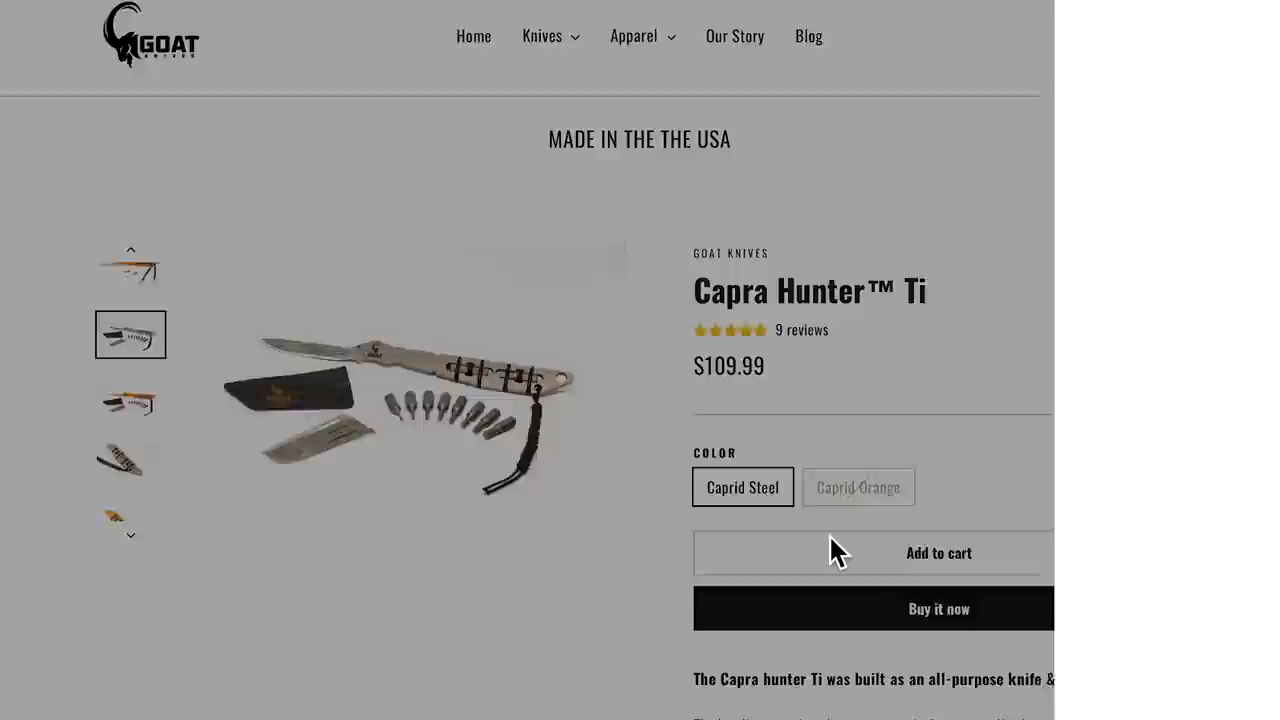 GOAT
KNIVES
Home
Knives
Apparel
Our Story
Blog
MADE IN THE THE USA
GOAT KNIVES
Capra Hunter™ Ti
9 reviews
$109.99
COLOR
Caprid Steel
Caprid Orange
Add to cart
Buy it now
The Capra hunter Ti was built as an all-purpose knife &